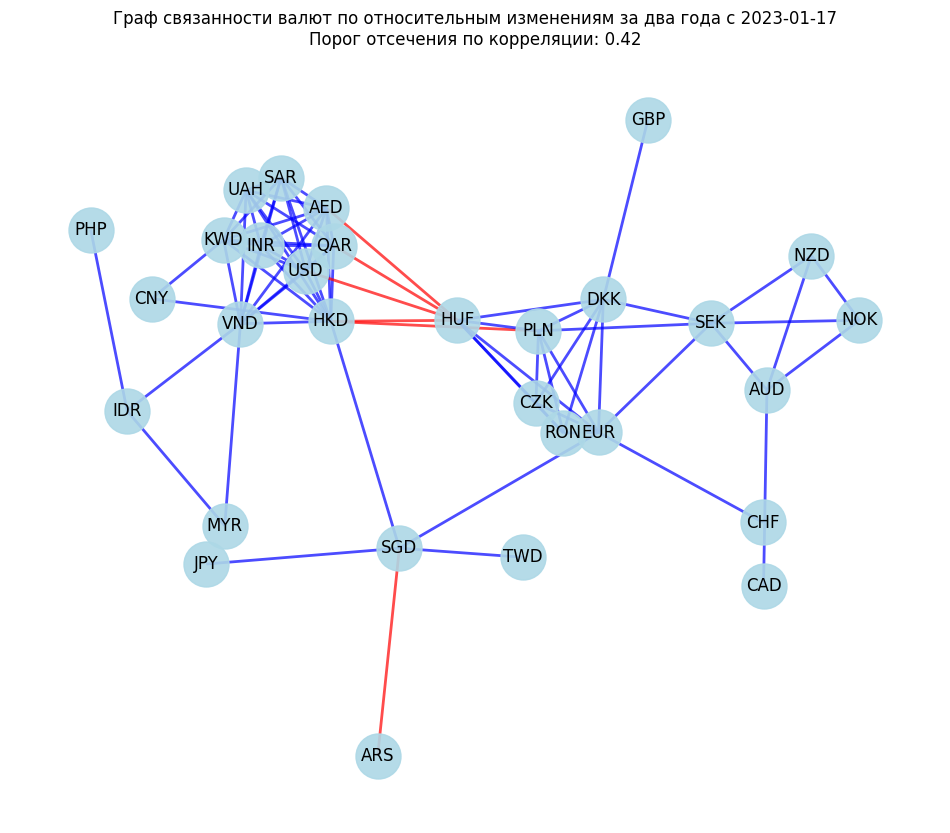 Граф связанности валют по относительным изменениям за два года с 2023-01-17
Порог отсечения по корреляции: 0.42
GBP
SAR
UAH
AED
PHP
KWD
INR
QAR
NZD
USD
CNY
DKK
VND
HKD
HUF
PLN
SEK
NOK
AUD
CZK
IDR
RON
EUR
MYR
CHF
JPY
SGD
TWD
CAD
ARS